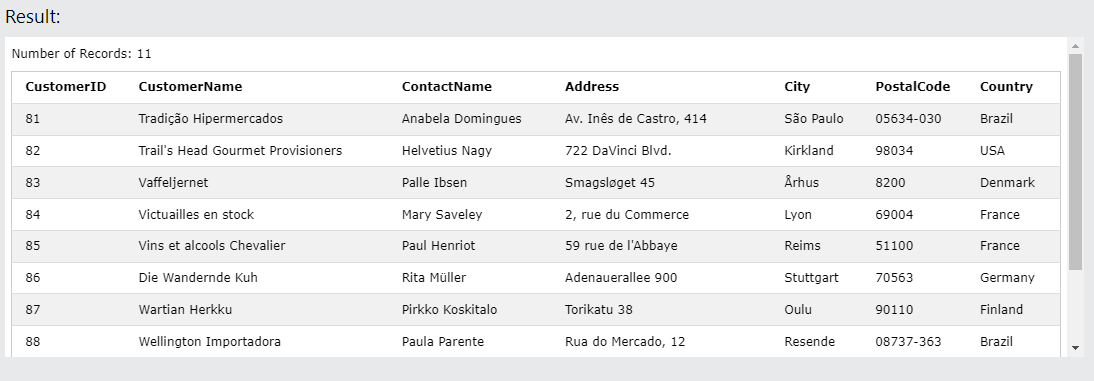 Result:
Number of Records: 11
CustomerID CustomerName ContactName Address City PostalCode Country
81 Tradição Hipermercados Anabela Domingues Av. Inês de Castro, 414 São Paulo 05634-030 Brazil
82 Trail's Head Gourmet Provisioners Helvetius Nagy 722 DaVinci Blvd. Kirkland 98034 USA
83 Vaffeljernet Palle Ibsen Smagsløget 45 Århus 8200 Denmark
84 Victuailles en stock Mary Saveley 2, rue du Commerce Lyon 69004 France
85 Vins et alcools Chevalier Paul Henriot 59 rue de l'Abbaye Reims 51100 France
86 Die Wandernde Kuh Rita Müller Adenauerallee 900 Stuttgart 70563 Germany
87 Wartian Herkku Pirkko Koskitalo Torikatu 38 Oulu 90110 Finland
88 Wellington Importadora Paula Parente Rua do Mercado, 12 Resende 08737-363 Brazil